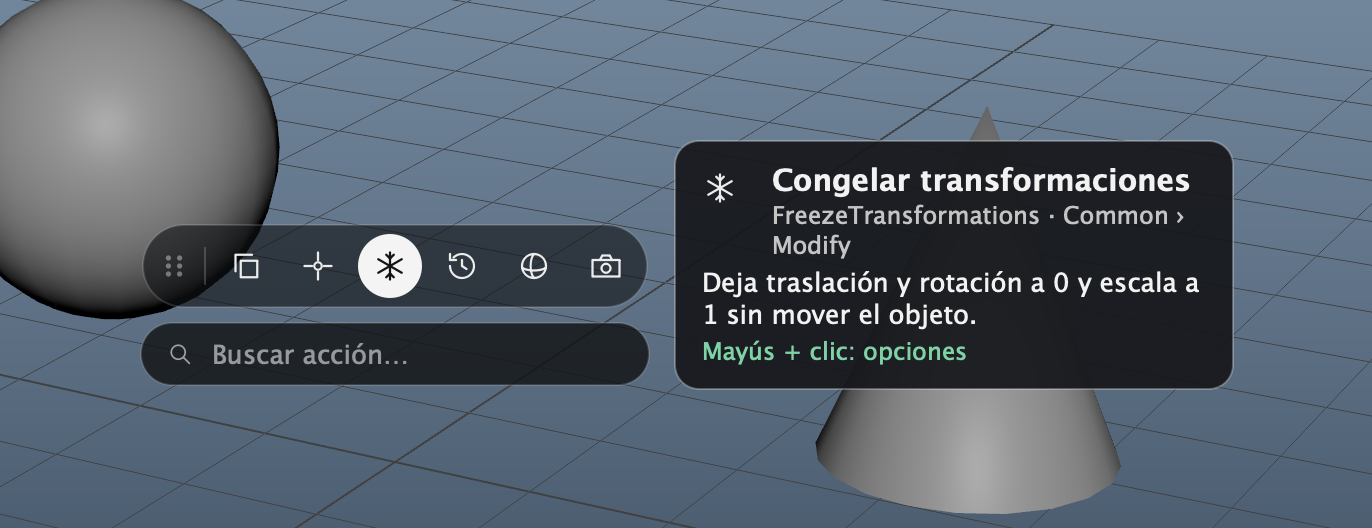 Congelar transformaciones
FreezeTransformations · Common ›
Modify
Deja traslación y rotación a 0 y escala a
1 sin mover el objeto.
Mayús + clic: opciones
Buscar acción…